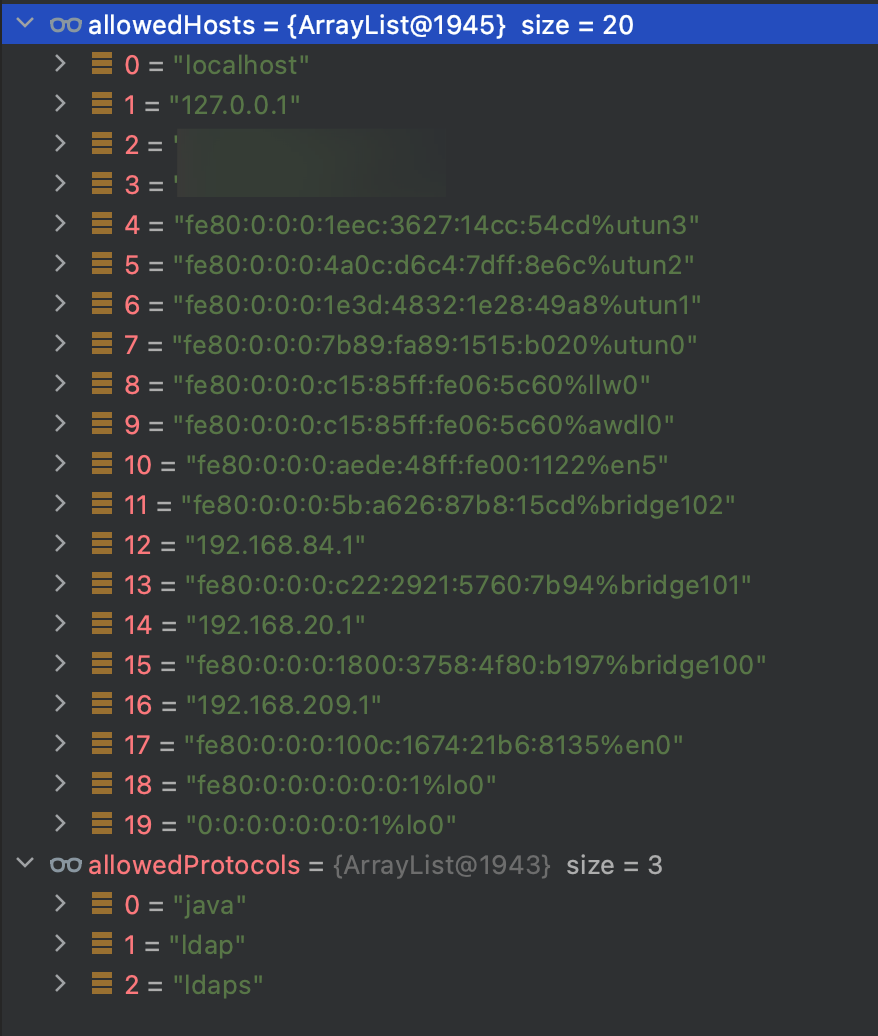 allowedHosts = {ArrayList@1945} size = 20
0 = "localhost"
1 = "127.0.0.1"
2 = "
3 = "
4 = "fe80:0:0:0:1eec:3627:14cc:54cd%utun3"
5 = "fe80:0:0:0:4a0c:d6c4:7dff:8e6c%utun2"
6 = "fe80:0:0:0:1e3d:4832:1e28:49a8%utun1"
7 = "fe80:0:0:0:7b89:fa89:1515:b020%utun0"
8 = "fe80:0:0:0:c15:85ff:fe06:5c60%llw0"
9 = "fe80:0:0:0:c15:85ff:fe06:5c60%awdl0"
10 = "fe80:0:0:0:aede:48ff:fe00:1122%en5"
11 = "fe80:0:0:0:5b:a626:87b8:15cd%bridge102"
12 = "192.168.84.1"
13 = "fe80:0:0:0:c22:2921:5760:7b94%bridge101"
14 = "192.168.20.1"
15 = "fe80:0:0:0:1800:3758:4f80:b197%bridge100"
16 = "192.168.209.1"
17 = "fe80:0:0:0:100c:1674:21b6:8135%en0"
18 = "fe80:0:0:0:0:0:0:1%lo0"
19 = "0:0:0:0:0:0:0:1%lo0"
allowedProtocols = {ArrayList@1943} size = 3
0 = "java"
1 = "ldap"
2 = "ldaps"